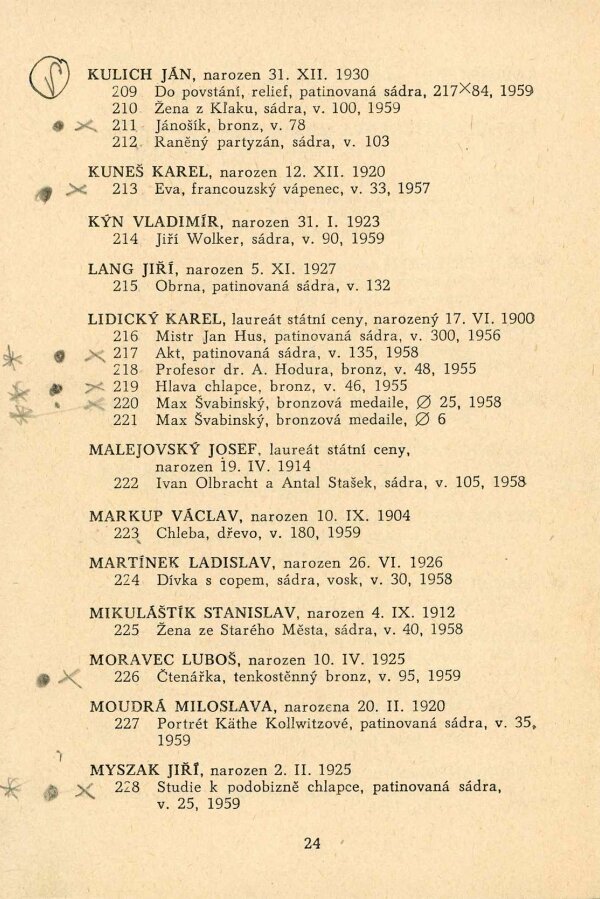 KULICH JÁN, narozen 31. XII. 1930
209 Do povstání, relief, patinovaná sádra, 217×84, 1959
210 Žena z Kľaku, sádra, v. 100, 1959
211 Jánošík, bronz, v. 78
212 Raněný partyzán, sádra, v. 103
KUNEŠ KAREL, narozen 12. XII. 1920
213 Eva, francouzský vápenec, v. 33, 1957
KÝN VLADIMÍR, narozen 31. I. 1923
214 Jiří Wolker, sádra, v. 90, 1959
LANG JIŘÍ, narozen 5. XI. 1927
215 Obrna, patinovaná sádra, v. 132
LIDICKÝ KAREL, laureát státní ceny, narozený 17. VI. 1900
216 Mistr Jan Hus, patinovaná sádra, v. 300, 1956
217 Akt, patinovaná sádra, v. 135, 1958
218 Profesor dr. A. Hodura, bronz, v. 48, 1955
219 Hlava chlapce, bronz, v. 46, 1955
220 Max Švabinský, bronzová medaile, ∅ 25, 1958
221 Max Švabinský, bronzová medaile, ∅ 6
MALEJOVSKÝ JOSEF, laureát státní ceny,
narozen 19. IV. 1914
222 Ivan Olbracht a Antal Stašek, sádra, v. 105, 1958
MARKUP VÁCLAV, narozen 10. IX. 1904
223 Chleba, dřevo, v. 180, 1959
MARTÍNEK LADISLAV, narozen 26. VI. 1926
224 Dívka s copem, sádra, vosk, v. 30, 1958
MIKULÁŠTÍK STANISLAV, narozen 4. IX. 1912
225 Žena ze Starého Města, sádra, v. 40, 1958
MORAVEC LUBOŠ, narozen 10. IV. 1925
226 Čtenářka, tenkostěnný bronz, v. 95, 1959
MOUDRÁ MILOSLAVA, narozena 20. II. 1920
227 Portrét Käthe Kollwitzové, patinovaná sádra, v. 35,
1959
MYSZAK JIŘÍ, narozen 2. II. 1925
228 Studie k podobizně chlapce, patinovaná sádra,
v. 25, 1959
24